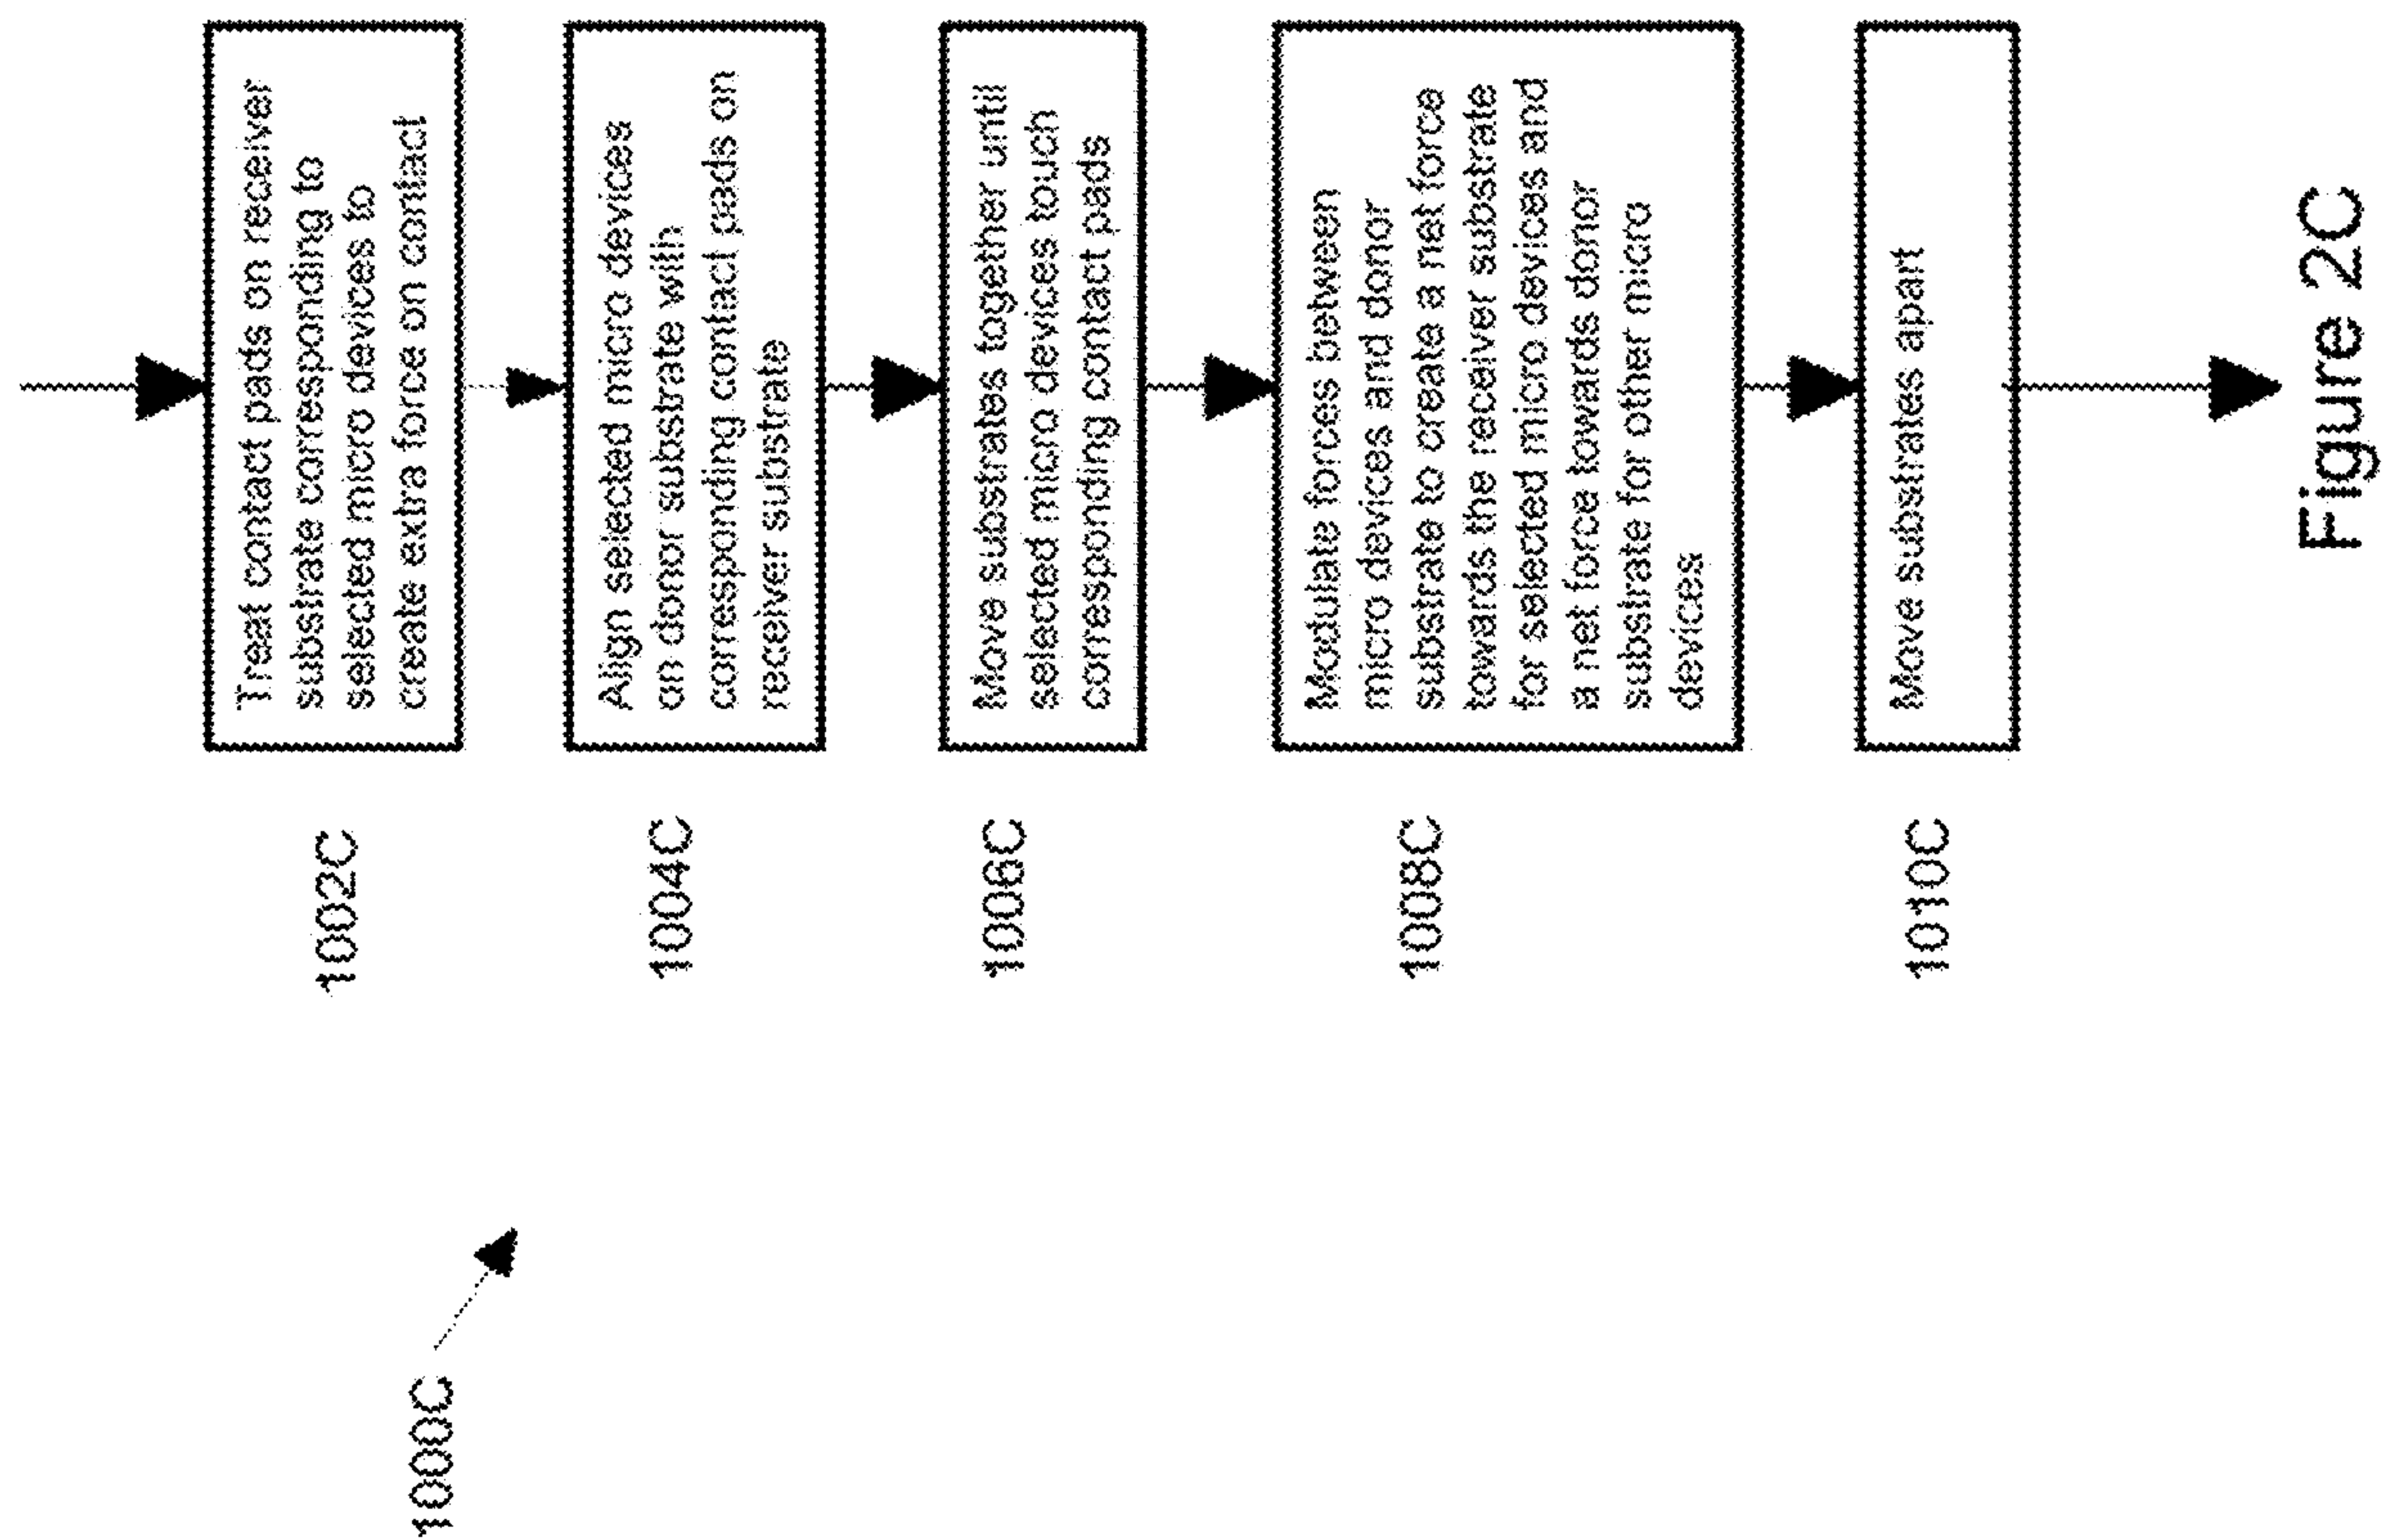 1000C
1002C
Treat contact pads on receiver
substrate corresponding to
selected micro devices to
create extra force on contact
1004C
Align selected micro devices
on donor substrate with
corresponding contact pads on
receiver substrate
1006C
Move substrates together until
selected micro devices touch
corresponding contact pads
1008C
Modulate forces between
micro devices and donor
substrate to create a net force
towards the receiver substrate
for selected micro devices and
a net force towards donor
substrate for other micro
devices
1010C
Move substrates apart
Figure 2C